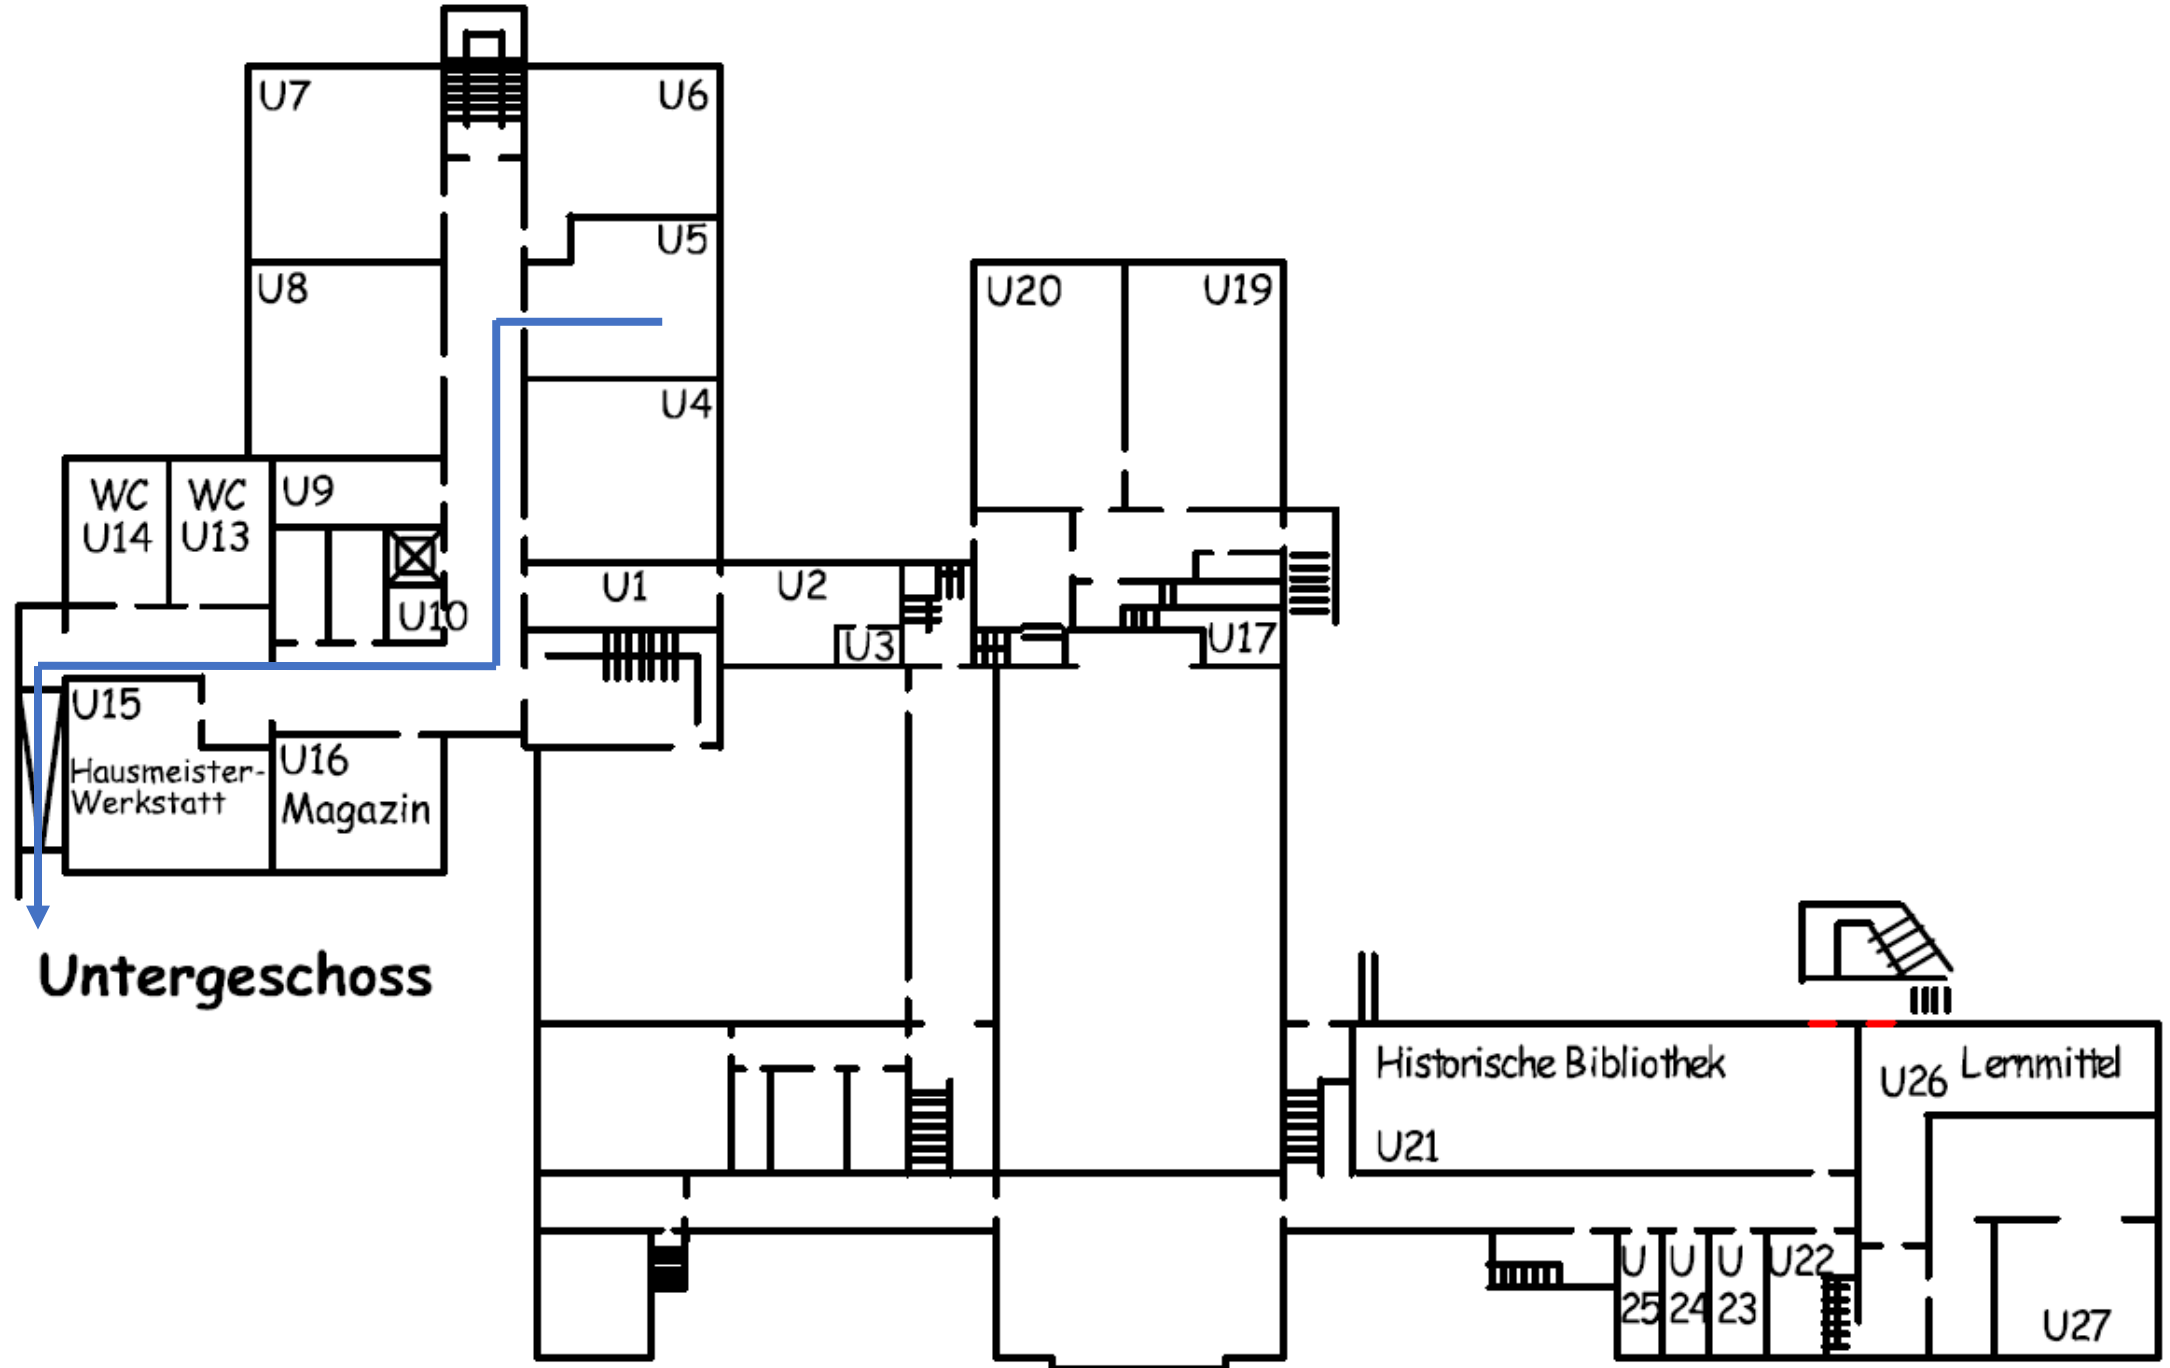 U7
U6
U5
U8
U20
U19
U4
WC
U14
WC
U13
U9
U1
U2
U10
U3
U17
U15
Hausmeister-
Werkstatt
U16
Magazin
Untergeschoss
Historische Bibliothek
U21
U26
Lernmittel
U
25
U
24
U
23
U22
U27